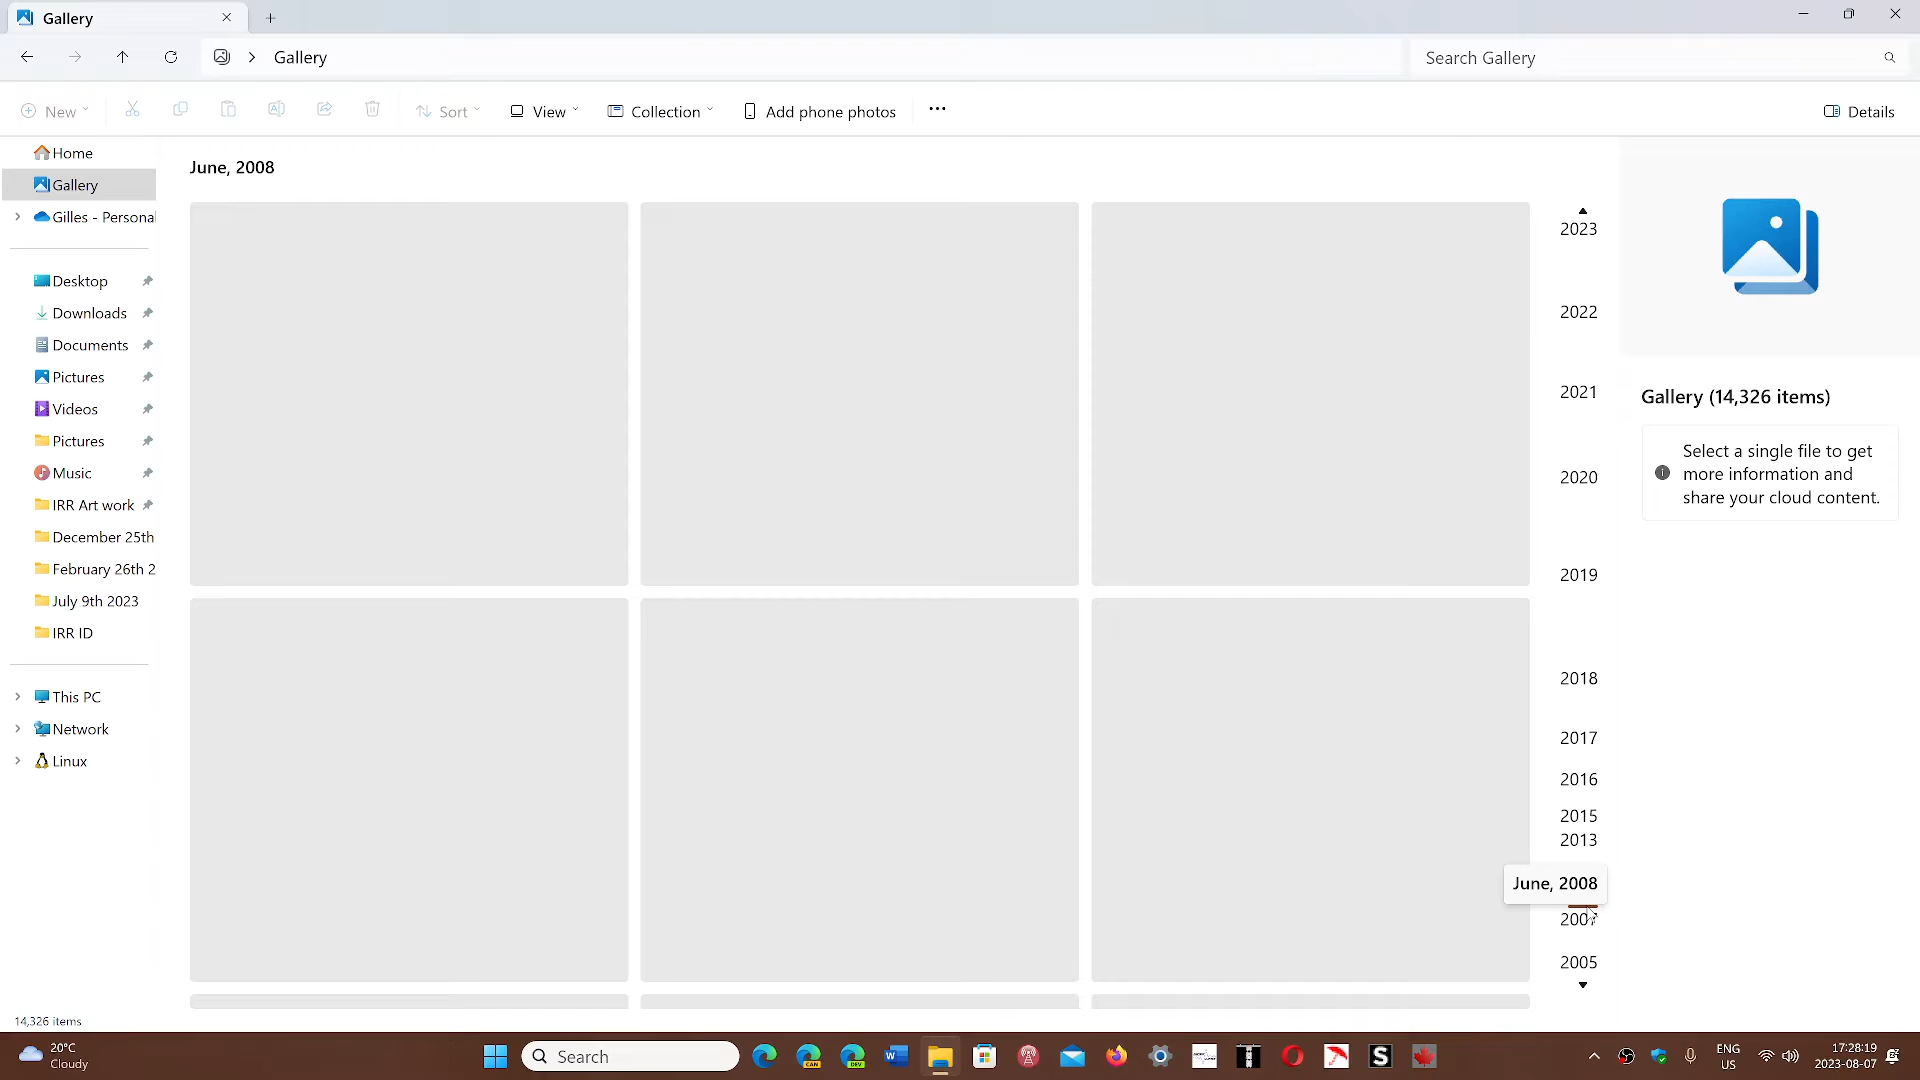 Gallery
Gallery
Search Gallery
New
Sort
View
Collection
Add phone photos
Details
Home
Gallery
Gilles - Personal
Desktop
Downloads
Documents
Pictures
Videos
Pictures
Music
IRR Art work
December 25th
February 26th 2
July 9th 2023
IRR ID
This PC
Network
Linux
14,326 items
June, 2008
2023
2022
2021
2020
2019
2018
2017
2016
2015
2013
June, 2008
2007
2005
Gallery (14,326 items)
Select a single file to get
more information and
share your cloud content.
20°C
Cloudy
Search
CAN
DEV
W
S
ENG
US
17:28:19
2023-08-07